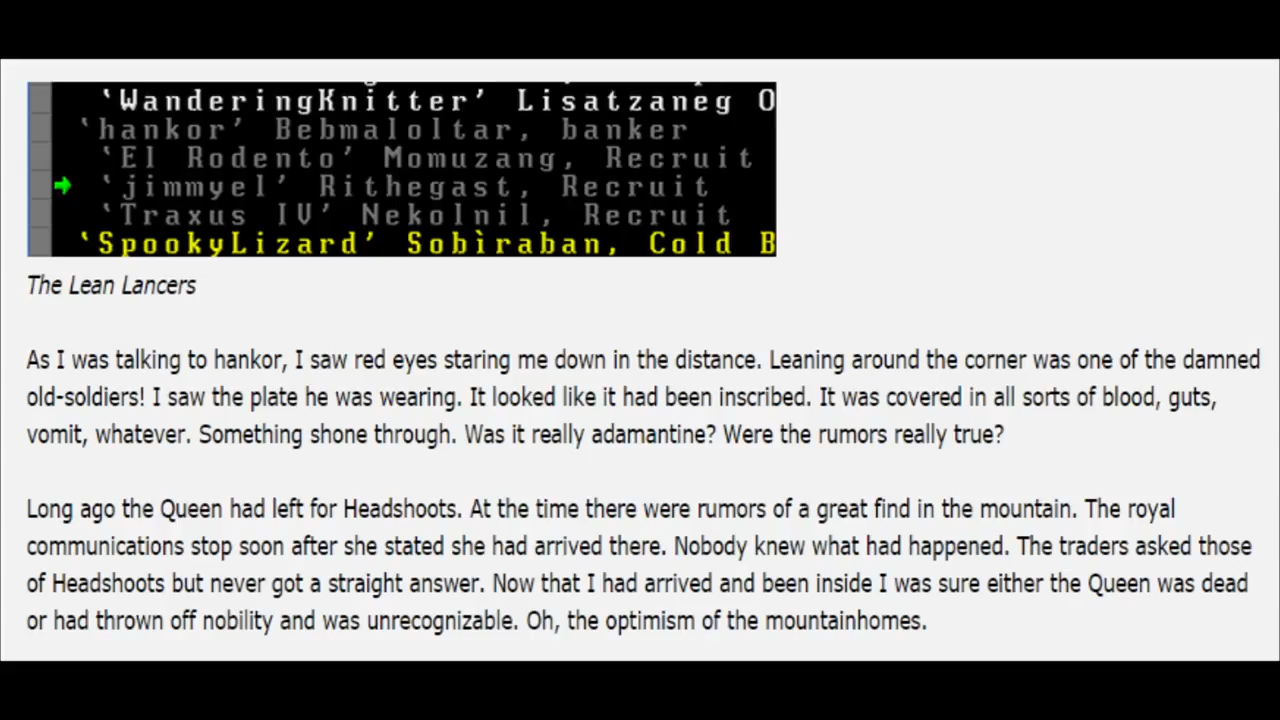 ‘WanderingKnitter’ Lisatzaneg O
‘hankor’ Bebmaloltar, banker
‘El Rodento’ Momuzang, Recruit
‘jimmyel’ Rithegast, Recruit
‘Traxus IV’ Nekolnil, Recruit
‘SpookyLizard’ Sobìraban, Cold B
The Lean Lancers
As I was talking to hankor, I saw red eyes staring me down in the distance. Leaning around the corner was one of the damned
old-soldiers! I saw the plate he was wearing. It looked like it had been inscribed. It was covered in all sorts of blood, guts,
vomit, whatever. Something shone through. Was it really adamantine? Were the rumors really true?
Long ago the Queen had left for Headshoots. At the time there were rumors of a great find in the mountain. The royal
communications stop soon after she stated she had arrived there. Nobody knew what had happened. The traders asked those
of Headshoots but never got a straight answer. Now that I had arrived and been inside I was sure either the Queen was dead
or had thrown off nobility and was unrecognizable. Oh, the optimism of the mountainhomes.